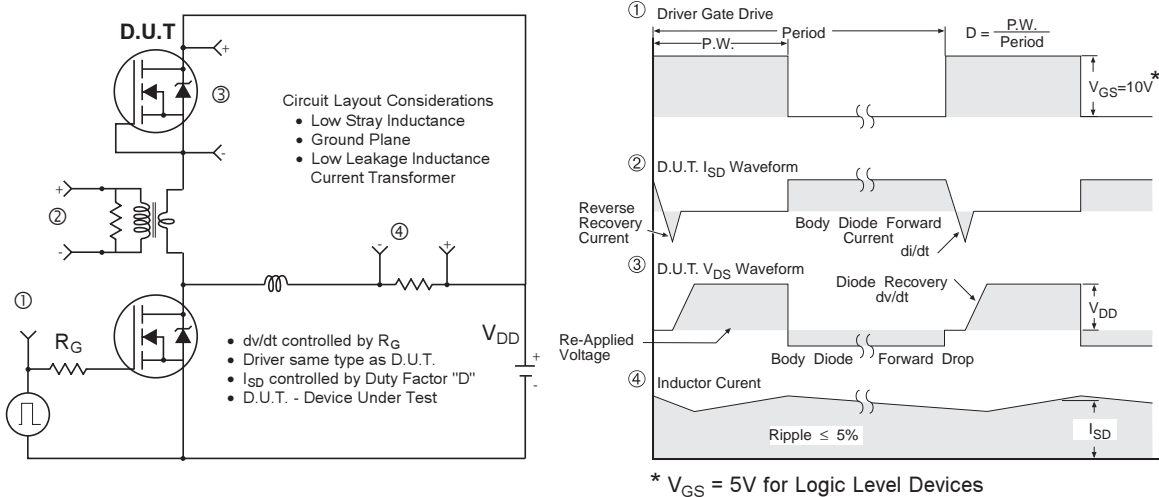 D.U.T
+
③
-
Circuit Layout Considerations
• Low Stray Inductance
• Ground Plane
• Low Leakage Inductance
Current Transformer
+
②
-
④
-
+
①
RG
VDD
+
-
• dv/dt controlled by RG
• Driver same type as D.U.T.
• ISD controlled by Duty Factor "D"
• D.U.T. - Device Under Test
① Driver Gate Drive
P.W.
Period
D = P.W.
Period
VGS=10V *
② D.U.T. ISD Waveform
Reverse
Recovery
Current
Body Diode Forward
Current
di/dt
③ D.U.T. VDS Waveform
Diode Recovery
dv/dt
Re-Applied
Voltage
VDD
Body Diode Forward Drop
④ Inductor Curent
Ripple ≤ 5%
ISD
* VGS = 5V for Logic Level Devices